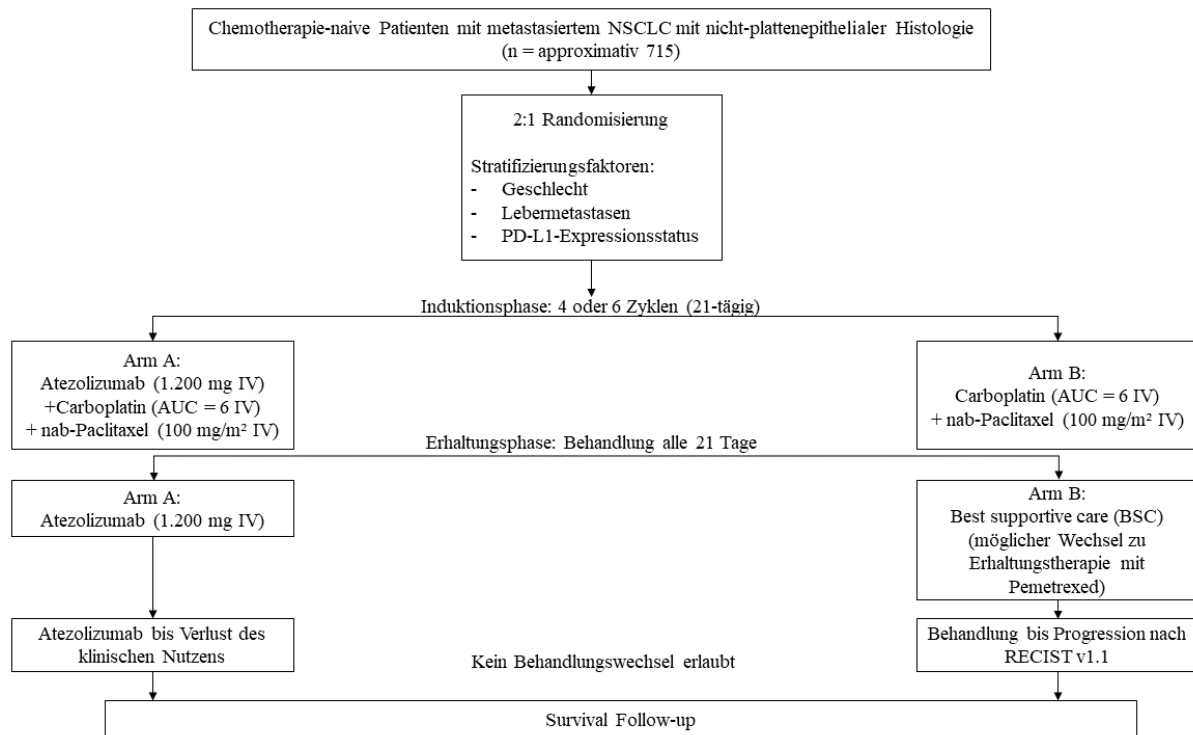 Chemotherapie-naive Patienten mit metastasiertem NSCLC mit nicht-plattenepithelialer Histologie
(n = approximativ 715)
2:1 Randomisierung
Stratifizierungsfaktoren:
- Geschlecht
- Lebermetastasen
- PD-L1-Expressionsstatus
Induktionsphase: 4 oder 6 Zyklen (21-tägig)
Arm A:
Atezolizumab (1.200 mg IV)
+Carboplatin (AUC = 6 IV)
+ nab-Paclitaxel (100 mg/m² IV)
Arm B:
Carboplatin (AUC = 6 IV)
+ nab-Paclitaxel (100 mg/m² IV)
Erhaltungsphase: Behandlung alle 21 Tage
Arm A:
Atezolizumab (1.200 mg IV)
Arm B:
Best supportive care (BSC)
(möglicher Wechsel zu
Erhaltungstherapie mit
Pemetrexed)
Atezolizumab bis Verlust des
klinischen Nutzens
Kein Behandlungswechsel erlaubt
Behandlung bis Progression nach
RECIST v1.1
Survival Follow-up